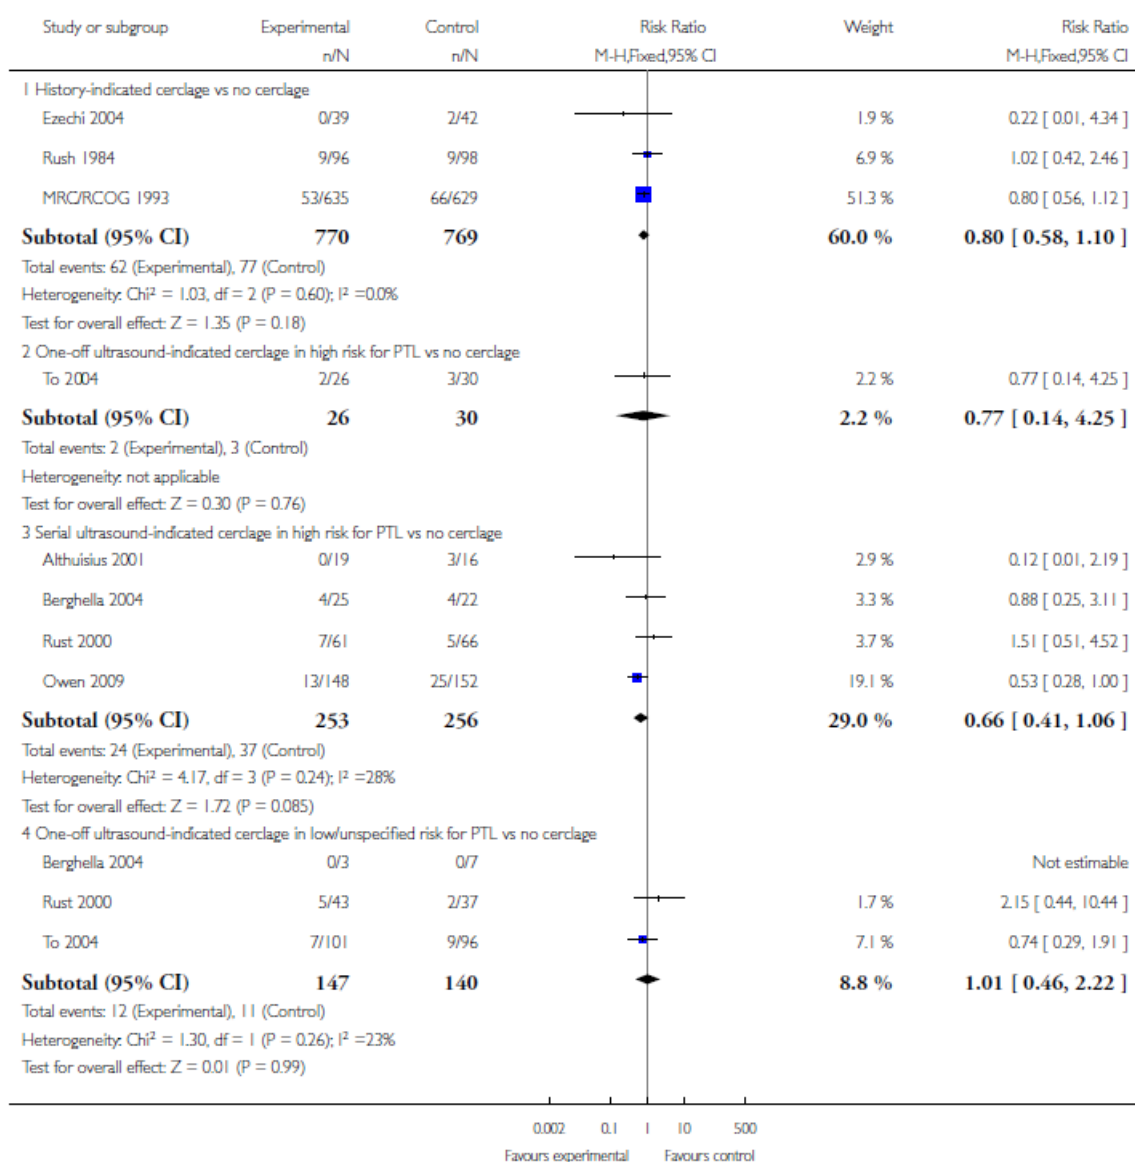 Study or subgroup Experimental Control Risk Ratio Weight Risk Ratio
n/N n/N M-H,Fixed,95% CI M-H,Fixed,95% CI
1 History-indicated cerclage vs no cerclage
Ezechi 2004 0/39 2/42 1.9 % 0.22 [ 0.01, 4.34 ]
Rush 1984 9/96 9/98 6.9 % 1.02 [ 0.42, 2.46 ]
MRC/RCOG 1993 53/635 66/629 51.3 % 0.80 [ 0.56, 1.12 ]
Subtotal (95% CI) 770 769 60.0 % 0.80 [ 0.58, 1.10 ]
Total events: 62 (Experimental), 77 (Control)
Heterogeneity: Chi² = 1.03, df = 2 (P = 0.60); I² =0.0%
Test for overall effect: Z = 1.35 (P = 0.18)
2 One-off ultrasound-indicated cerclage in high risk for PTL vs no cerclage
To 2004 2/26 3/30 2.2 % 0.77 [ 0.14, 4.25 ]
Subtotal (95% CI) 26 30 2.2 % 0.77 [ 0.14, 4.25 ]
Total events: 2 (Experimental), 3 (Control)
Heterogeneity: not applicable
Test for overall effect: Z = 0.30 (P = 0.76)
3 Serial ultrasound-indicated cerclage in high risk for PTL vs no cerclage
Althuisius 2001 0/19 3/16 2.9 % 0.12 [ 0.01, 2.19 ]
Berghella 2004 4/25 4/22 3.3 % 0.88 [ 0.25, 3.11 ]
Rust 2000 7/61 5/66 3.7 % 1.51 [ 0.51, 4.52 ]
Owen 2009 13/148 25/152 19.1 % 0.53 [ 0.28, 1.00 ]
Subtotal (95% CI) 253 256 29.0 % 0.66 [ 0.41, 1.06 ]
Total events: 24 (Experimental), 37 (Control)
Heterogeneity: Chi² = 4.17, df = 3 (P = 0.24); I² =28%
Test for overall effect: Z = 1.72 (P = 0.085)
4 One-off ultrasound-indicated cerclage in low/unspecified risk for PTL vs no cerclage
Berghella 2004 0/3 0/7 Not estimable
Rust 2000 5/43 2/37 1.7 % 2.15 [ 0.44, 10.44 ]
To 2004 7/101 9/96 7.1 % 0.74 [ 0.29, 1.91 ]
Subtotal (95% CI) 147 140 8.8 % 1.01 [ 0.46, 2.22 ]
Total events: 12 (Experimental), 11 (Control)
Heterogeneity: Chi² = 1.30, df = 1 (P = 0.26); I² =23%
Test for overall effect: Z = 0.01 (P = 0.99)
0.002 0.1 1 10 500
Favours experimental Favours control